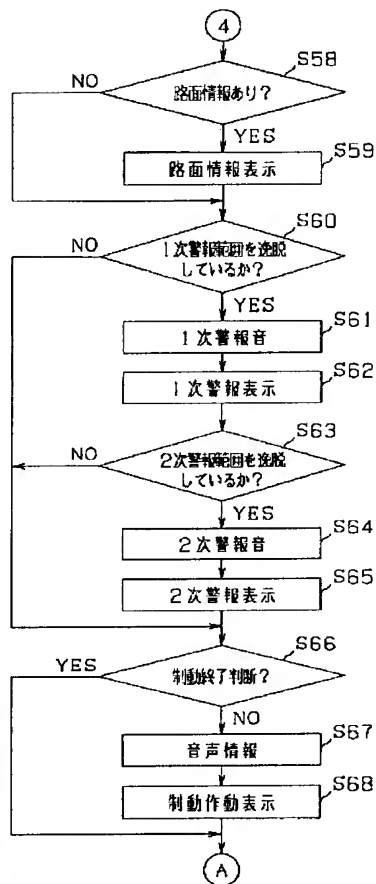 4
S58
NO
路面情報あり?
YES
S59
路面情報表示
S60
NO
1次警報範囲を逸脱
しているか?
YES
S61
1次警報音
S62
1次警報表示
S63
NO
2次警報範囲を逸脱
しているか?
YES
S64
2次警報音
S65
2次警報表示
S66
YES
制動終了判断?
NO
S67
音声情報
S68
制動作動表示
A